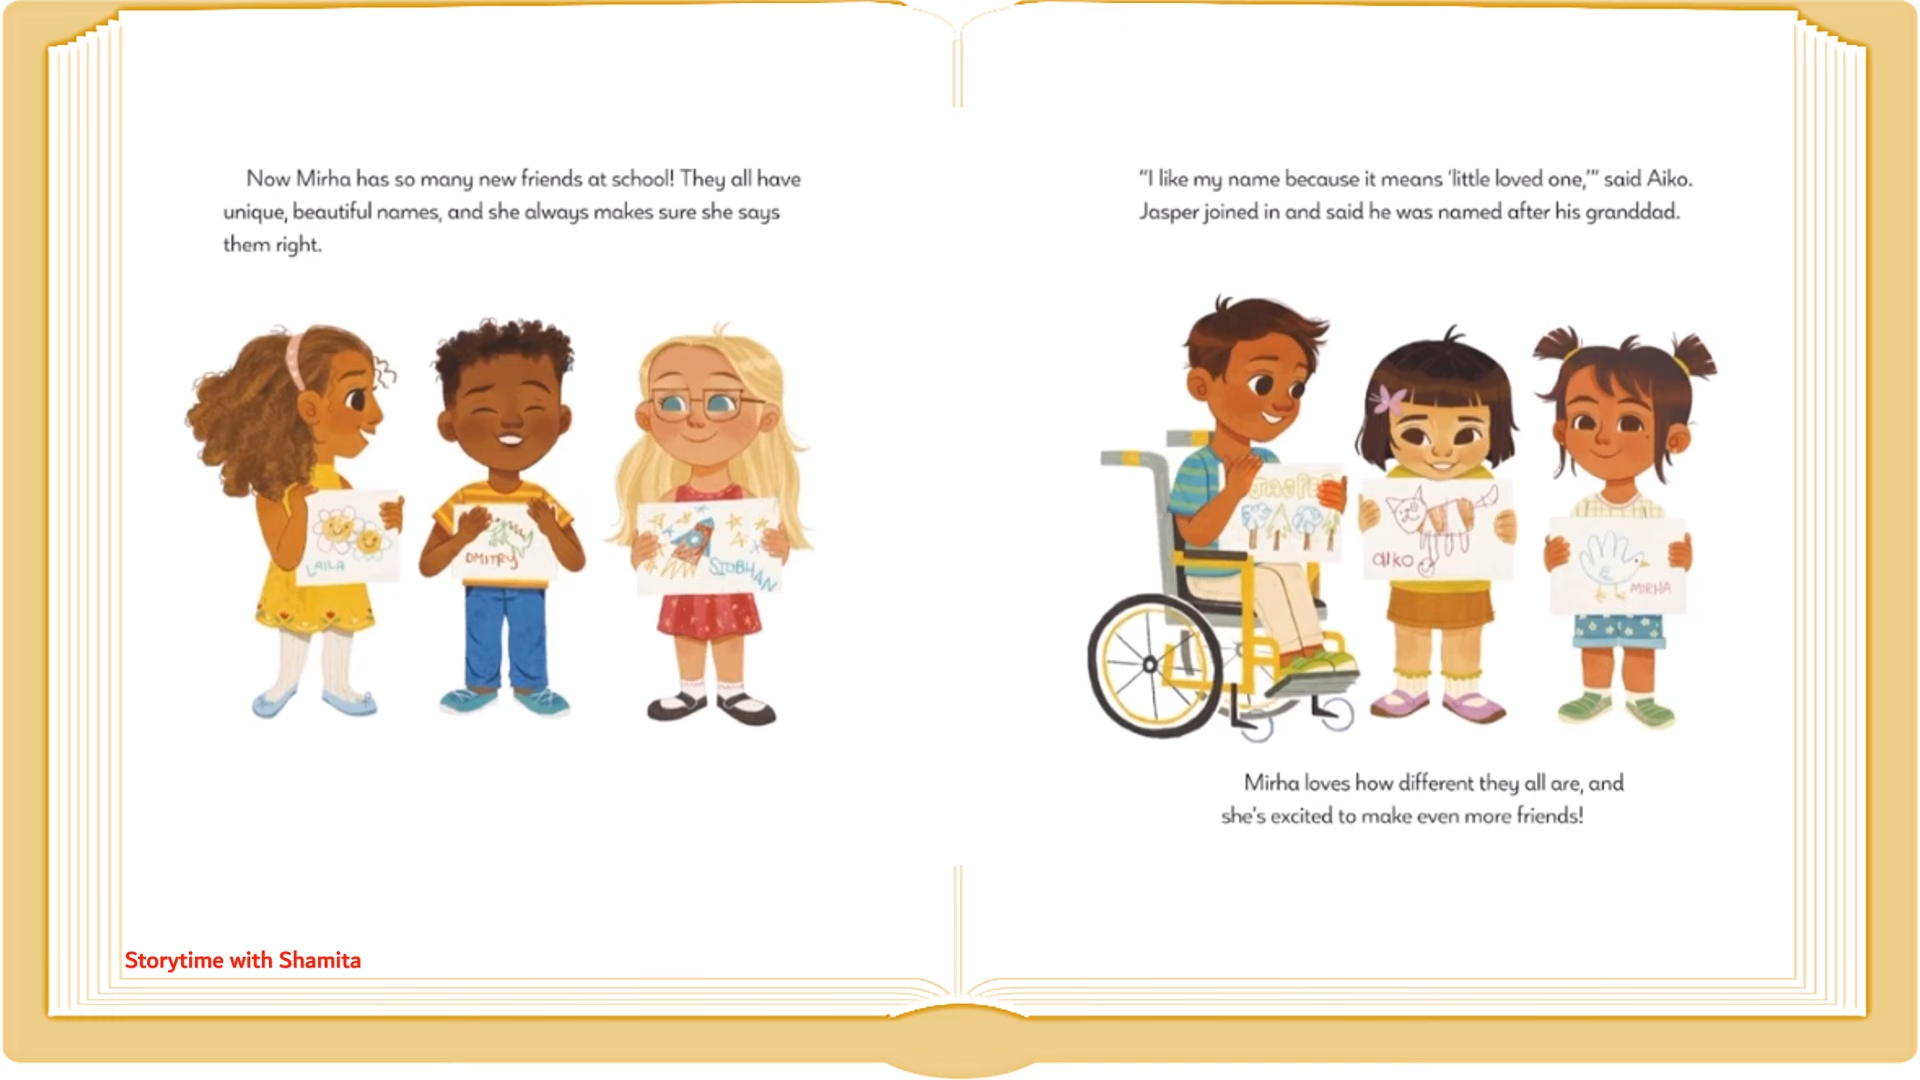 Now Mirha has so many new friends at school! They all have
unique, beautiful names, and she always makes sure she says
them right.
LAILA
DMITRY
SIOBHAN
"I like my name because it means 'little loved one,'" said Aiko.
Jasper joined in and said he was named after his granddad.
JASPER
aiko
MIRHA
Mirha loves how different they all are, and
she's excited to make even more friends!
Storytime with Shamita